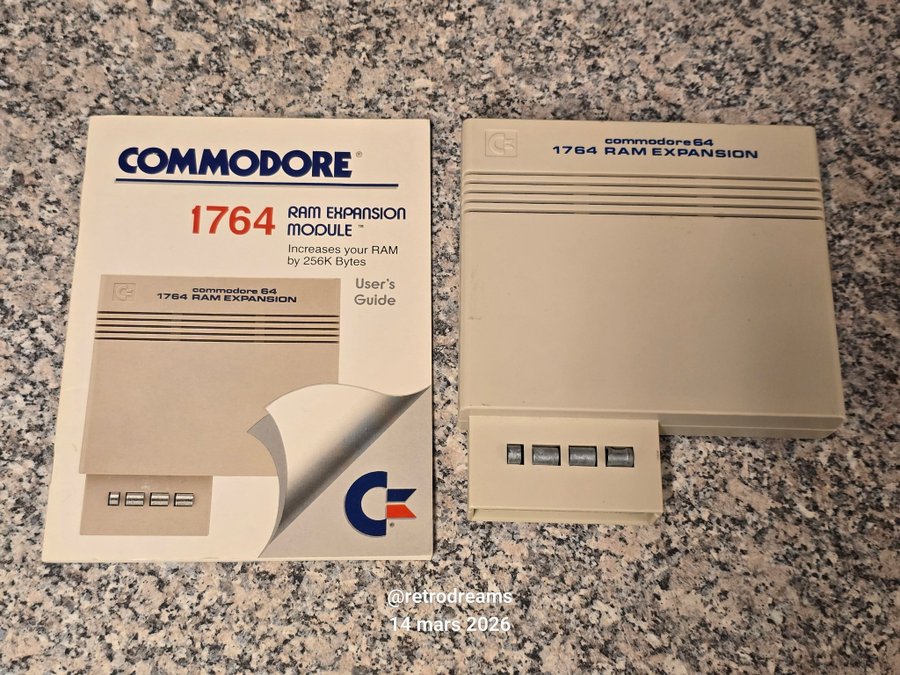 COMMODORE®
1764 RAM EXPANSION
MODULE™
Increases your RAM
by 256K Bytes
User's
Guide
commodore 64
1764 RAM EXPANSION
commodore 64
1764 RAM EXPANSION
@retrodreams
14 mars 2026